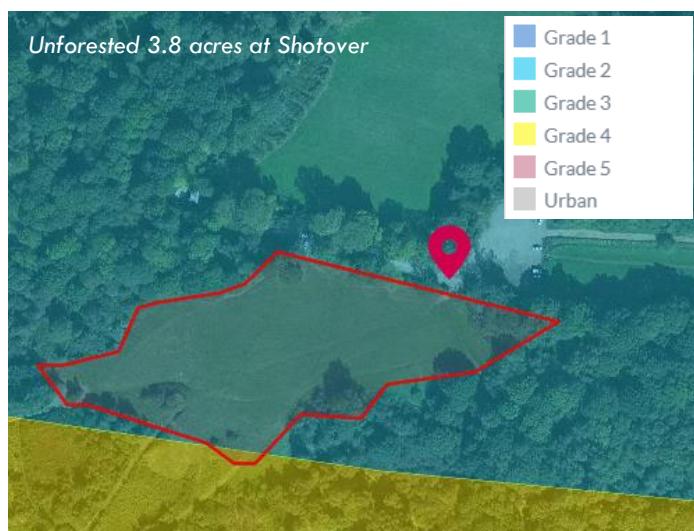 Unforested 3.8 acres at Shotover
Grade 1
Grade 2
Grade 3
Grade 4
Grade 5
Urban